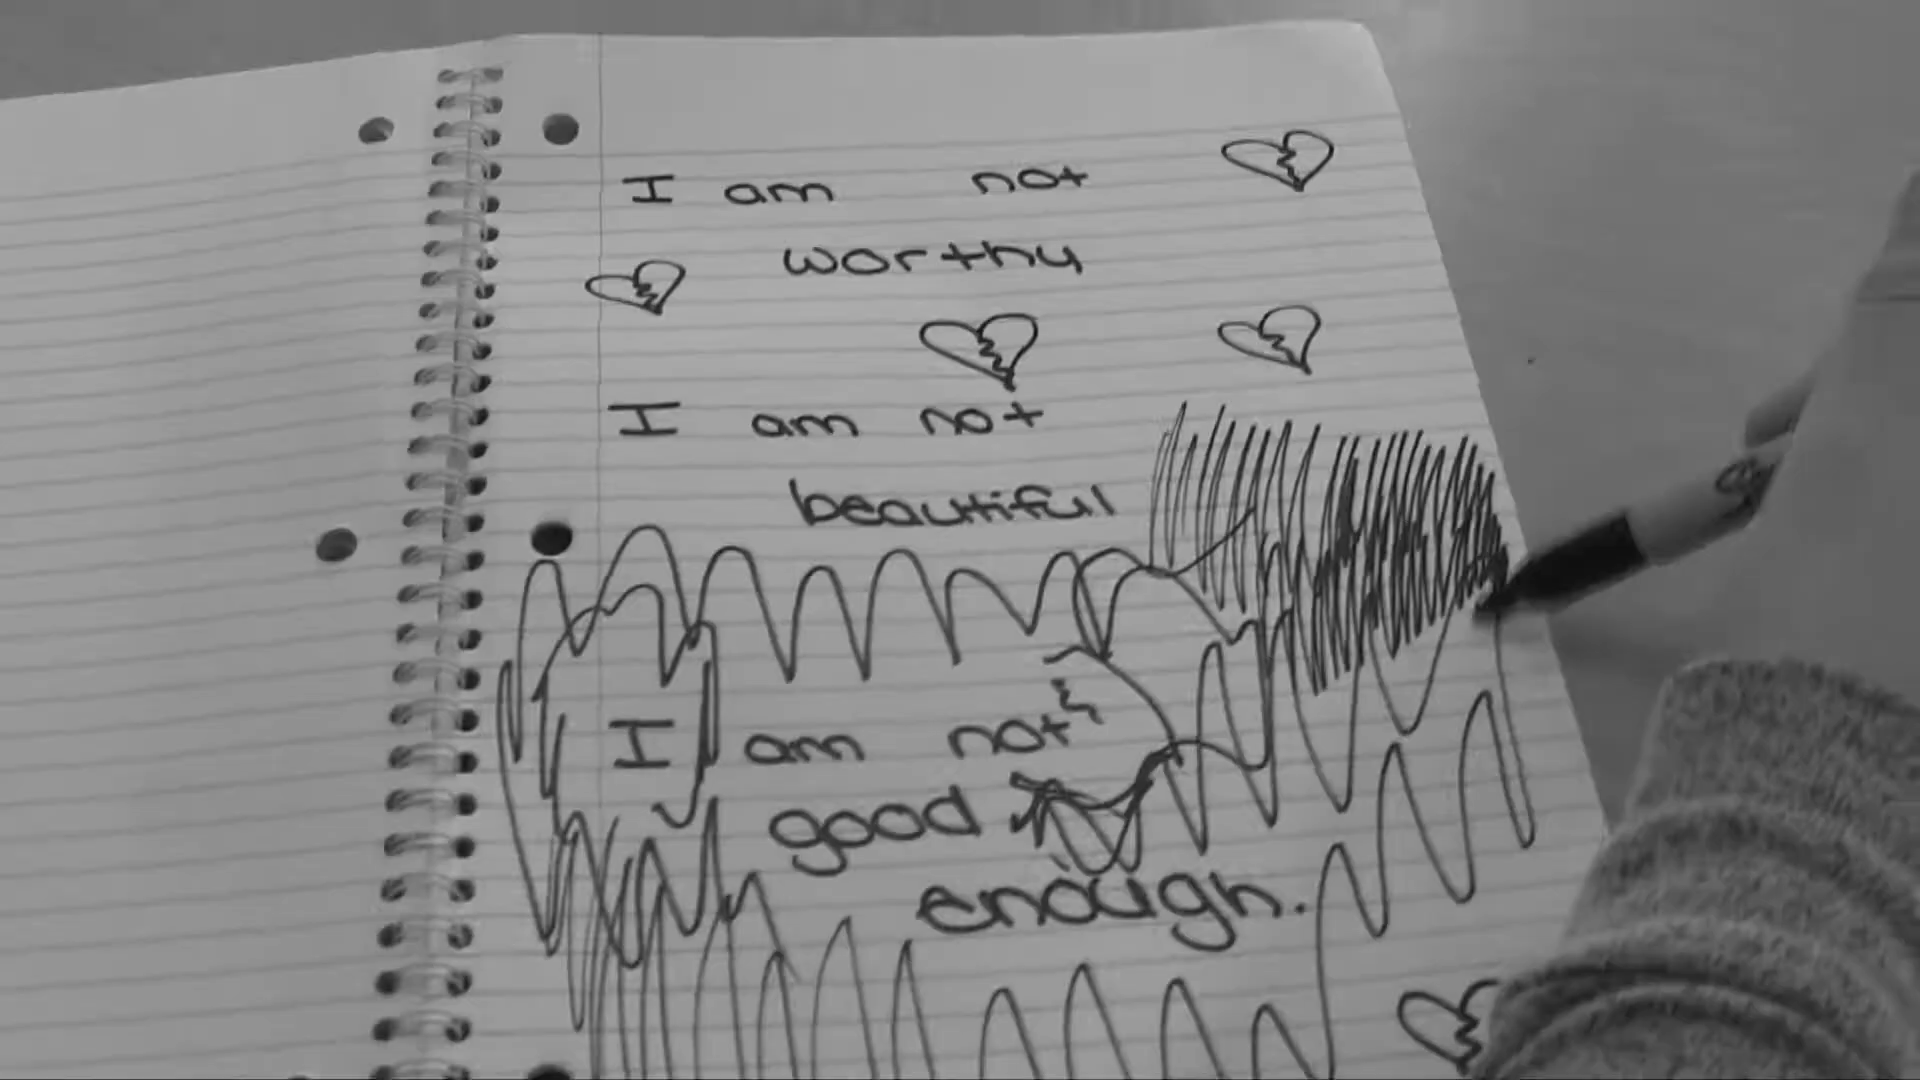 I am not
worthy
I am not
beautiful
I am not
good
enough.